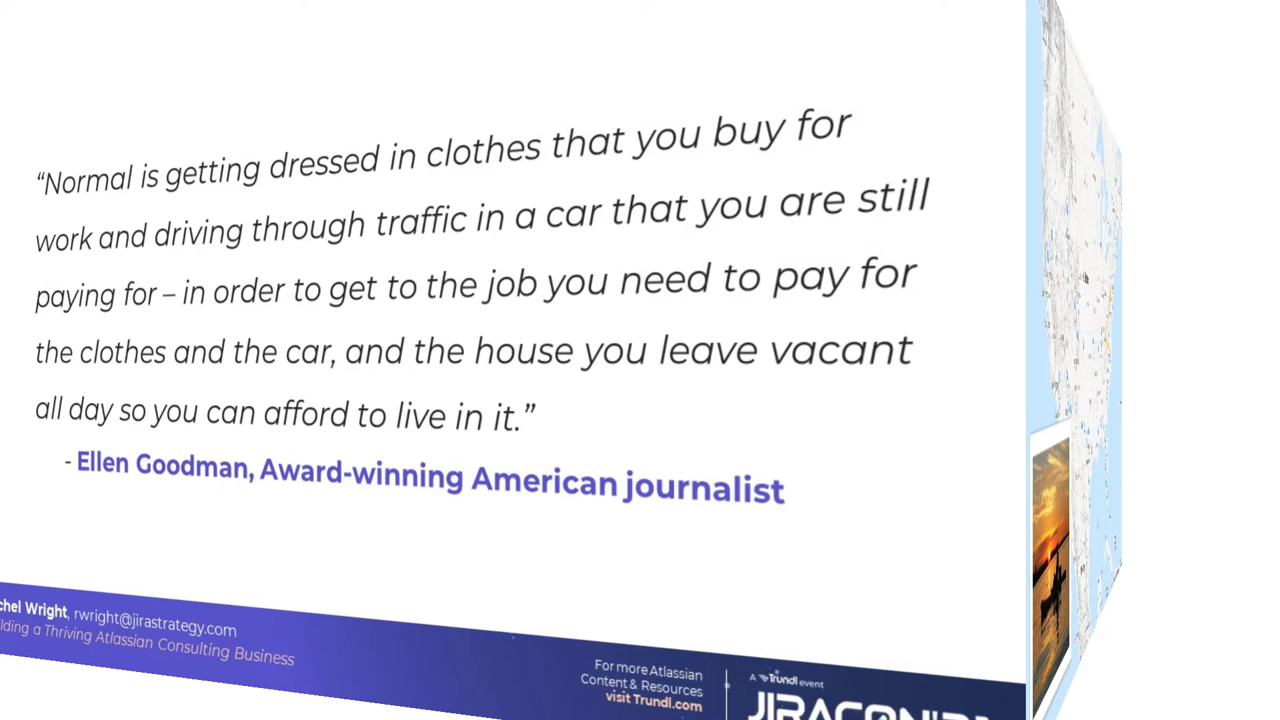 “Normal is getting dressed in clothes that you buy for
work and driving through traffic in a car that you are still
paying for – in order to get to the job you need to pay for
the clothes and the car, and the house you leave vacant
all day so you can afford to live in it.”
- Ellen Goodman, Award-winning American journalist
Wright, rwright@jirastrategy.com
a Thriving Atlassian Consulting Business
For more Atlassian
Content & Resources
visit Trundl.com
A Trundl event